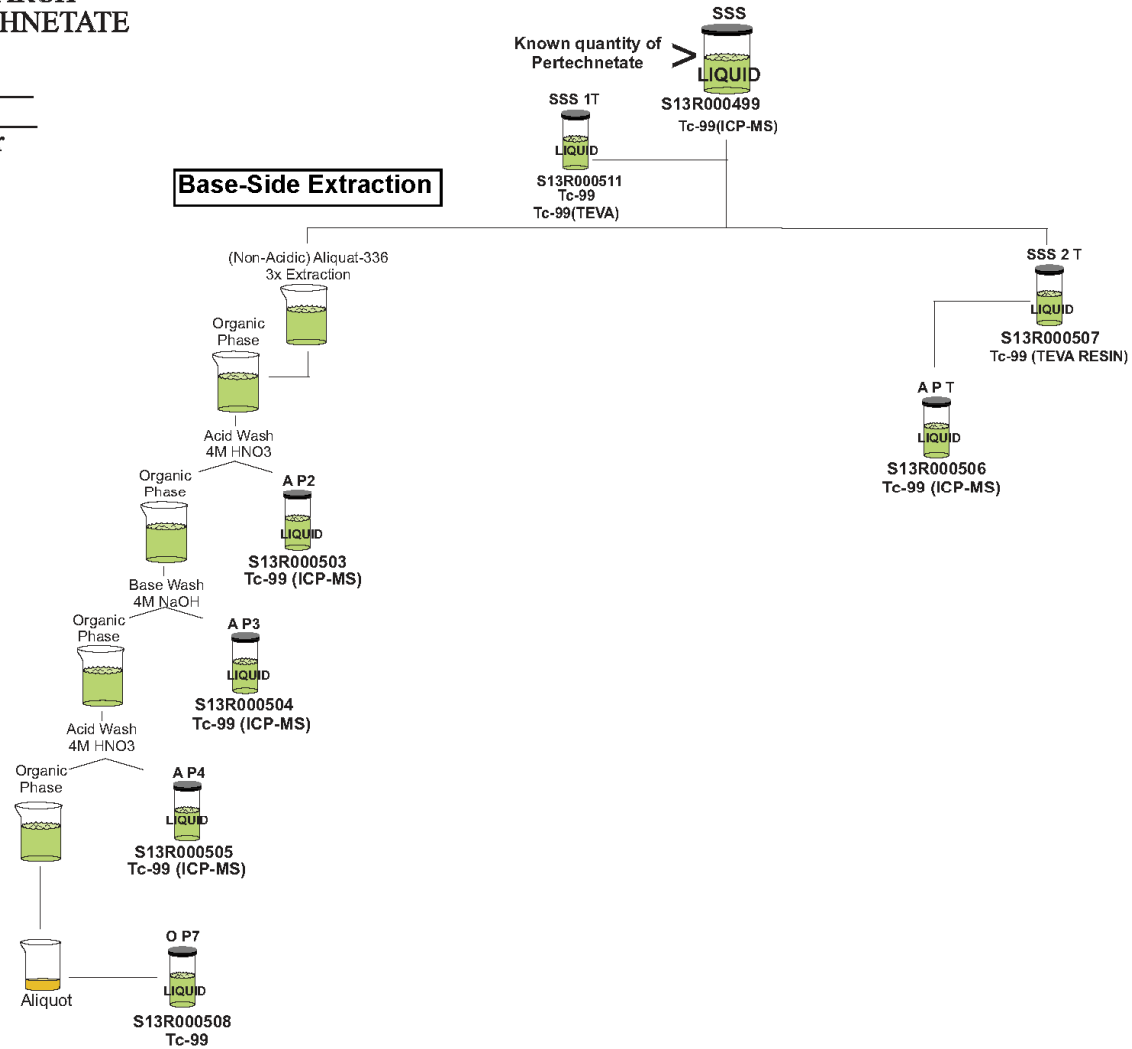 HNETATE
SSS
Known quantity of
Pertechnetate
>
LIQUID
S13R000499
Tc-99(ICP-MS)
SSS 1T
LIQUID
S13R000511
Tc-99
Tc-99(TEVA)
Base-Side Extraction
(Non-Acidic) Aliquat-336
3x Extraction
SSS 2 T
LIQUID
S13R000507
Tc-99 (TEVA RESIN)
Organic
Phase
A P T
LIQUID
S13R000506
Tc-99 (ICP-MS)
Acid Wash
4M HNO3
Organic
Phase
A P2
LIQUID
S13R000503
Tc-99 (ICP-MS)
Base Wash
4M NaOH
Organic
Phase
A P3
LIQUID
S13R000504
Tc-99 (ICP-MS)
Acid Wash
4M HNO3
Organic
Phase
A P4
LIQUID
S13R000505
Tc-99 (ICP-MS)
O P7
LIQUID
Aliquot
S13R000508
Tc-99